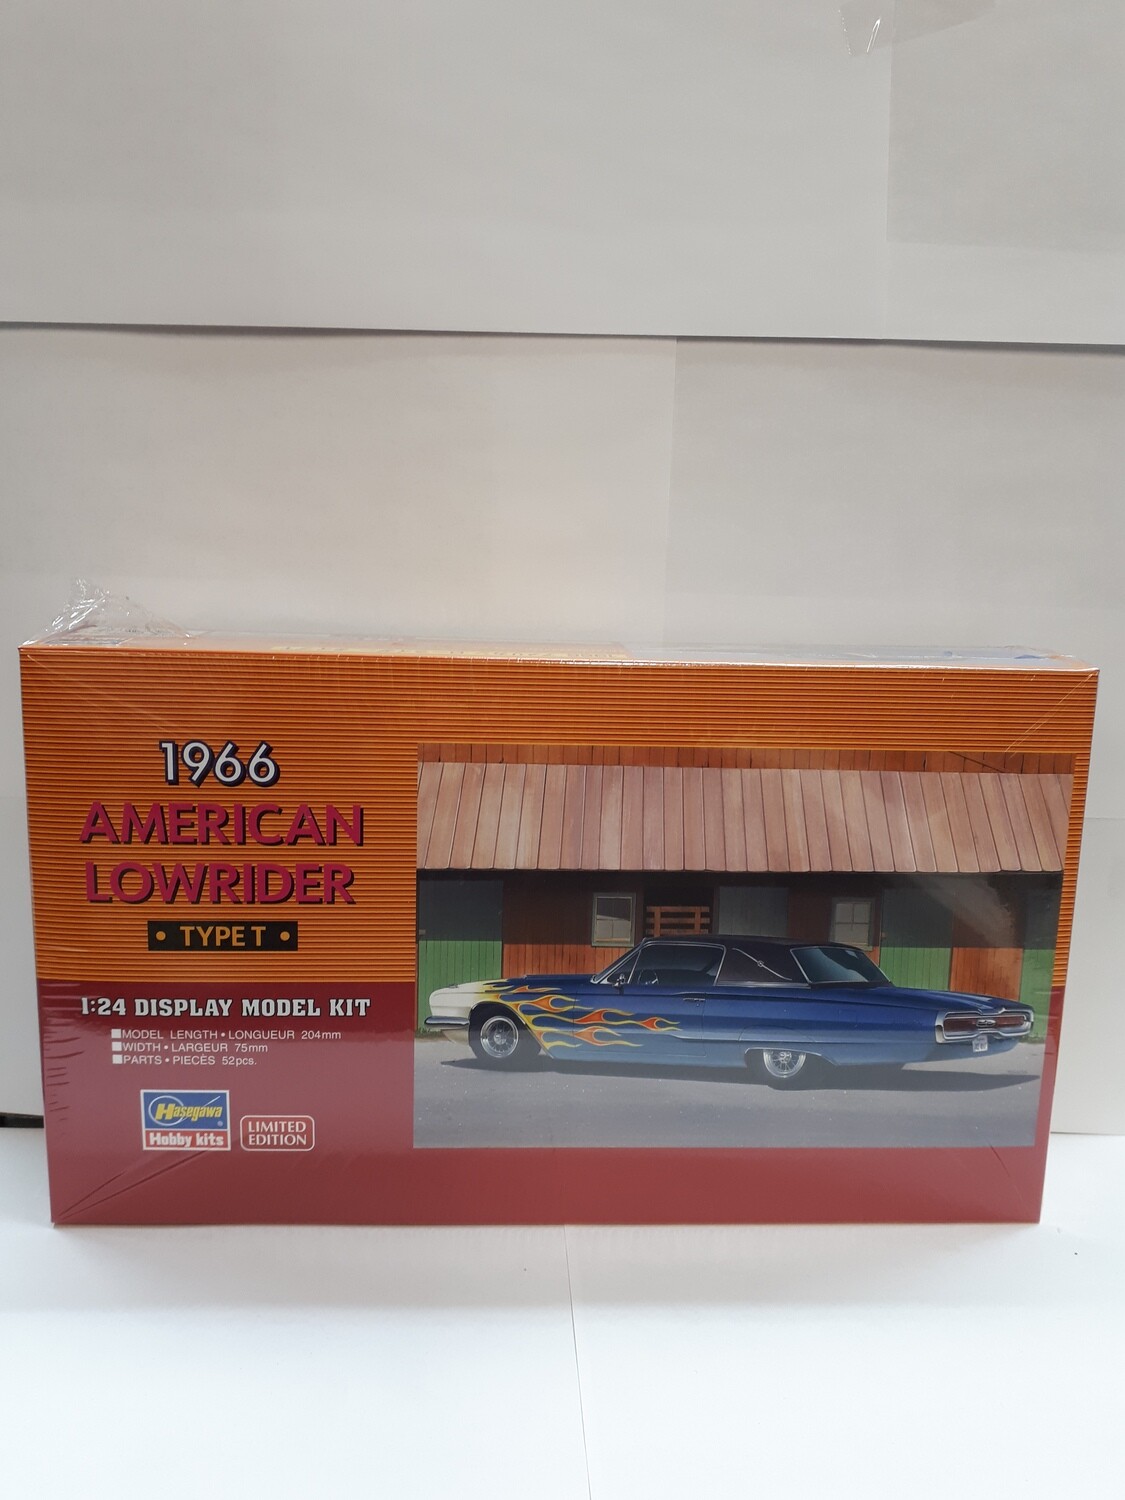 1966
AMERICAN
LOWRIDER
• TYPE T •
1:24 DISPLAY MODEL KIT
■MODEL LENGTH • LONGUEUR 204mm
■WIDTH • LARGEUR 75mm
■PARTS • PIECES 52pcs.
Hasegawa®
Hobby kits
LIMITED
EDITION